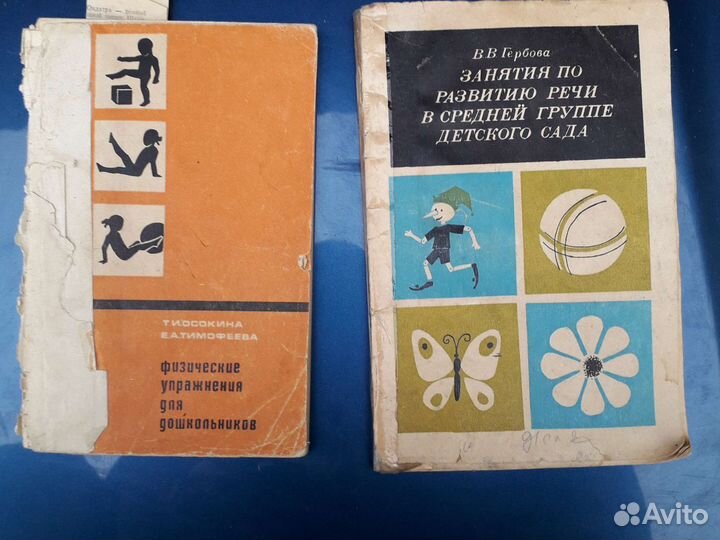 Т.И.ОСОКИНА
Е.А.ТИМОФЕЕВА
физические
упражнения
для
дошкольников
В. В Гербова
ЗАНЯТИЯ ПО
РАЗВИТИЮ РЕЧИ
В СРЕДНЕЙ ГРУППЕ
ДЕТСКОГО САДА
Avito